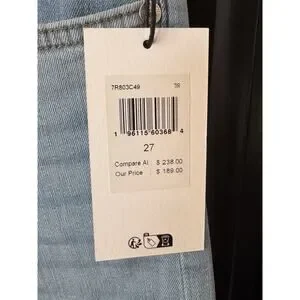 7R803C49 
1 96115 60368 4
27
Compare At $ 238.00
Our Price $ 189.00